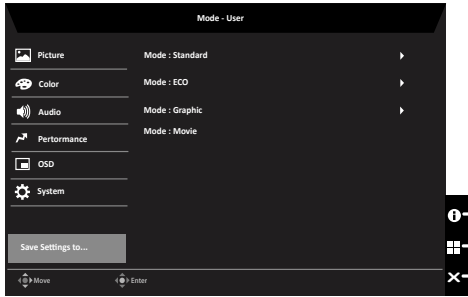 Mode - User
Picture
Color
Audio
Pertormance
OSD
System
Save Settings to...
Mode : Standard
Mode : ECO
Mode : Graphic
Mode : Movie
Move
Enter